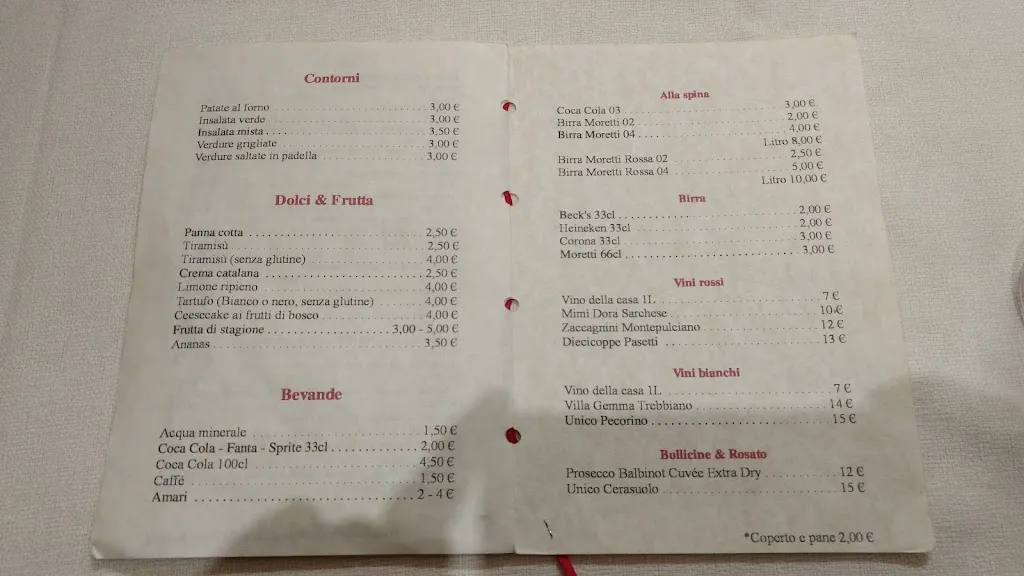 Contorni
Patate al forno 3,00 €
Insalata verde 3,00 €
Insalata mista 3,50 €
Verdure grigliate 3,00 €
Verdure saltate in padella 3,00 €
Dolci & Frutta
Panna cotta 2,50 €
Tiramisù 2,50 €
Tiramisù (senza glutine) 4,00 €
Crema catalana 2,50 €
Limone ripieno 4,00 €
Tartufo (Bianco o nero, senza glutine) 4,00 €
Ceesecake ai frutti di bosco 4,00 €
Frutta di stagione 3,00 - 5,00 €
Ananas 3,50 €
Bevande
Acqua minerale 1,50 €
Coca Cola - Fanta - Sprite 33cl 2,00 €
Coca Cola 100cl 4,50 €
Caffé 1,50 €
Amari 2 - 4 €
Alla spina
Coca Cola 03 3,00 €
Birra Moretti 02 2,00 €
Birra Moretti 04 4,00 €
Litro 8,00 €
Birra Moretti Rossa 02 2,50 €
Birra Moretti Rossa 04 5,00 €
Litro 10,00 €
Birra
Beck's 33cl 2,00 €
Heineken 33cl 2,00 €
Corona 33cl 3,00 €
Moretti 66cl 3,00 €
Vini rossi
Vino della casa 1L 7 €
Mimi Dora Sarchese 10 €
Zaccagnini Montepulciano 12 €
Diecicoppe Pasetti 13 €
Vini bianchi
Vino della casa 1L 7 €
Villa Gemma Trebbiano 14 €
Unico Pecorino 15 €
Bollicine & Rosato
Prosecco Balbinot Cuvée Extra Dry 12 €
Unico Cerasuolo 15 €
*Coperto e pane 2,00 €